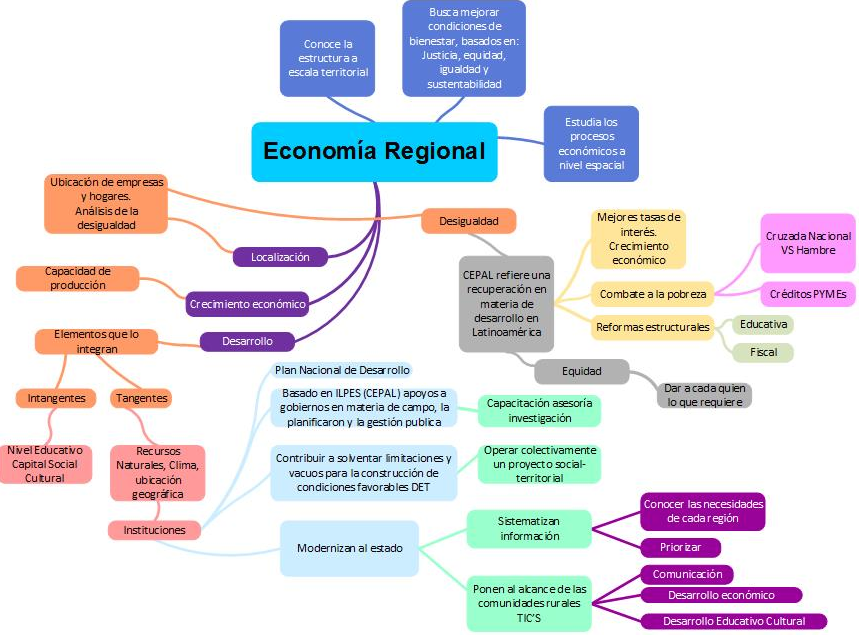 Conoce la
estructura a
escala territorial
Busca mejorar
condiciones de
bienestar, basados en:
Justicia, equidad,
igualdad y
sustentabilidad
Estudia los
procesos
económicos a
nivel espacial
Economía Regional
Ubicación de empresas
y hogares.
Análisis de la
desigualdad
Localización
Capacidad de
producción
Crecimiento económico
Elementos que lo
integran
Desarrollo
Intangentes
Tangentes
Nivel Educativo
Capital Social
Cultural
Recursos
Naturales, Clima,
ubicación
geográfica
Instituciones
Desigualdad
CEPAL refiere una
recuperación en
materia de
desarrollo en
Latinoamérica
Mejores tasas de
interés.
Crecimiento
económico
Combate a la pobreza
Reformas estructurales
Cruzada Nacional
VS Hambre
Créditos PYMEs
Educativa
Fiscal
Equidad
Dar a cada quien
lo que requiere
Plan Nacional de Desarrollo
Basado en ILPES (CEPAL) apoyos a
gobiernos en materia de campo, la
planificaron y la gestión publica
Capacitación asesoría
investigación
Contribuir a solventar limitaciones y
vacuos para la construcción de
condiciones favorables DET
Operar colectivamente
un proyecto social-
territorial
Modernizan al estado
Sistematizan
información
Conocer las necesidades
de cada región
Priorizar
Ponen al alcance de las
comunidades rurales
TIC'S
Comunicación
Desarrollo económico
Desarrollo Educativo Cultural